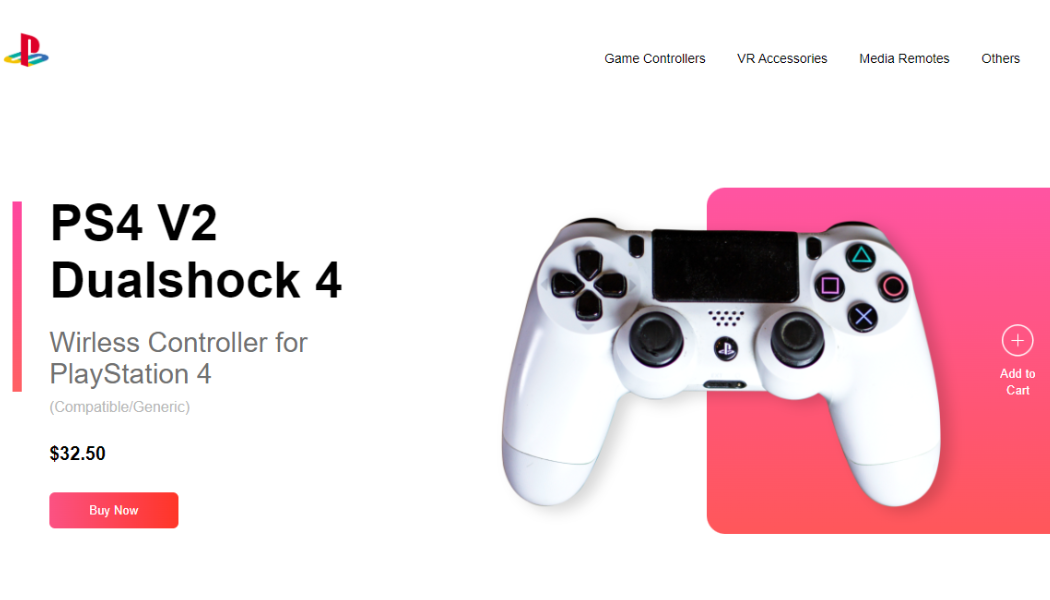 Game Controllers VR Accessories Media Remotes Others
PS4 V2
Dualshock 4
Wirless Controller for
PlayStation 4
(Compatible/Generic)
$32.50
Buy Now
Add to
Cart